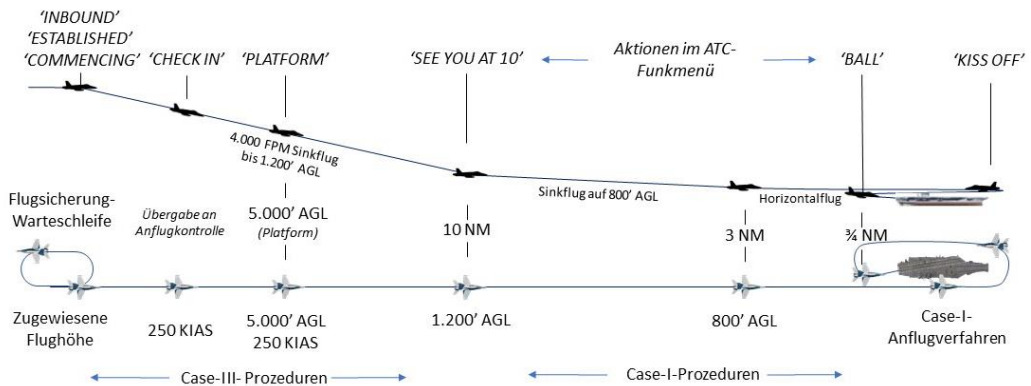 ‘INBOUND’
‘ESTABLISHED’
‘COMMENCING’
‘CHECK IN’
‘PLATFORM’
‘SEE YOU AT 10’
Aktionen im ATC-
Funkmenü
‘BALL’
‘KISS OFF’
4.000 FPM Sinkflug
bis 1.200’ AGL
Sinkflug auf 800’ AGL
Horizontalflug
Flugsicherung-
Warteschleife
Übergabe an
Anflugkontrolle
5.000’ AGL
(Platform)
10 NM
3 NM
¾ NM
Zugewiesene
Flughöhe
250 KIAS
5.000’ AGL
250 KIAS
1.200’ AGL
800’ AGL
Case-I-
Anflugverfahren
Case-III- Prozeduren
Case-I-Prozeduren